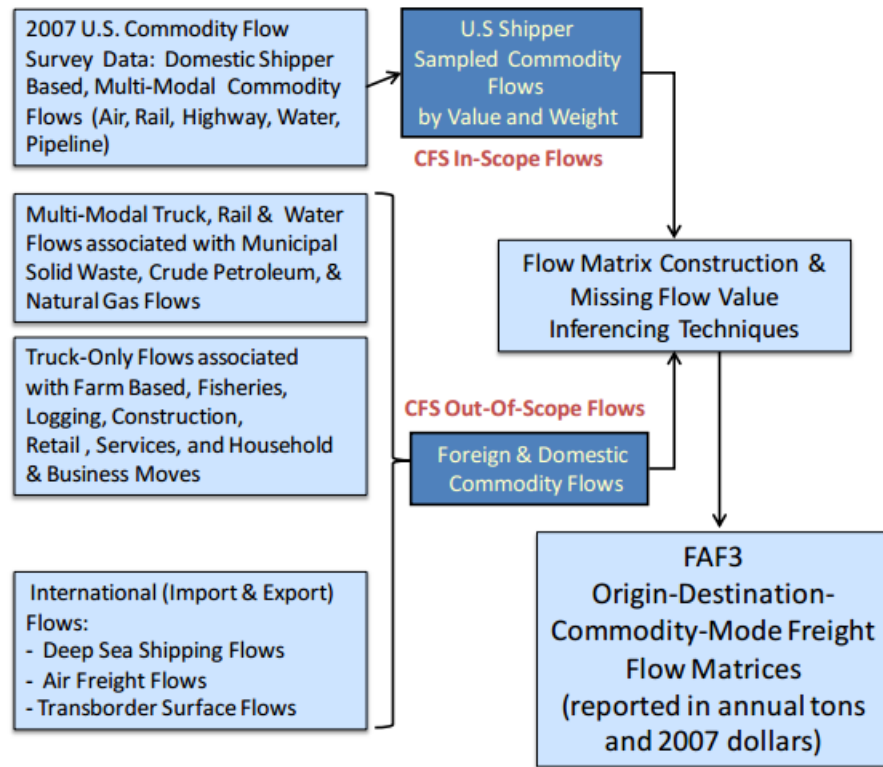 2007 U.S. Commodity Flow
Survey Data: Domestic Shipper
Based, Multi-Modal Commodity
Flows (Air, Rail, Highway, Water,
Pipeline)
U.S Shipper
Sampled Commodity
Flows
by Value and Weight
CFS In-Scope Flows
Multi-Modal Truck, Rail & Water
Flows associated with Municipal
Solid Waste, Crude Petroleum, &
Natural Gas Flows
Flow Matrix Construction &
Missing Flow Value
Inferencing Techniques
Truck-Only Flows associated
with Farm Based, Fisheries,
Logging, Construction,
Retail , Services, and Household
& Business Moves
CFS Out-Of-Scope Flows
Foreign & Domestic
Commodity Flows
International (Import & Export)
Flows:
- Deep Sea Shipping Flows
- Air Freight Flows
- Transborder Surface Flows
FAF3
Origin-Destination-
Commodity-Mode Freight
Flow Matrices
(reported in annual tons
and 2007 dollars)